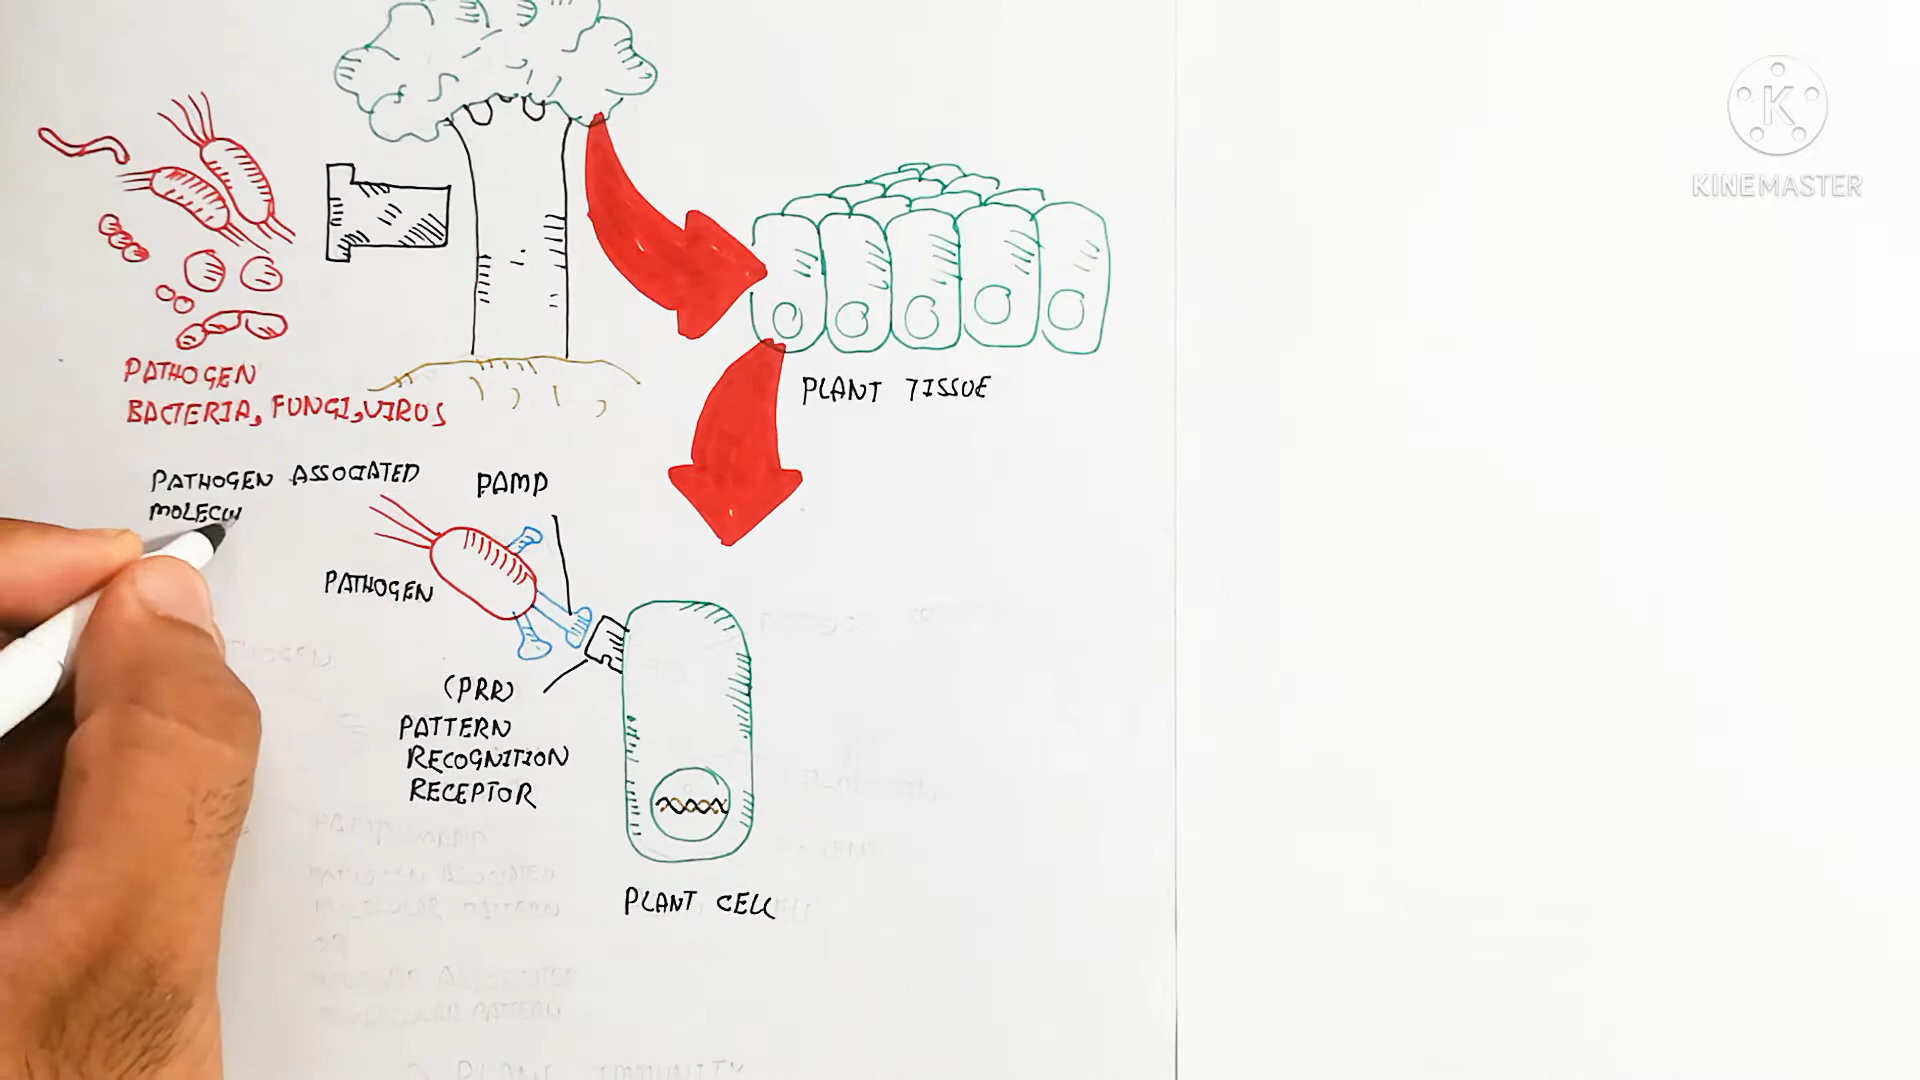 KINEMASTER
PLANT TISSUE
PATHOGEN
BACTERIA, FUNGI, VIRUS
PATHOGEN ASSOCIATED
MOLECU
PAMP
PATHOGEN
(PRR)
PATTERN
RECOGNITION
RECEPTOR
PLANT CELL